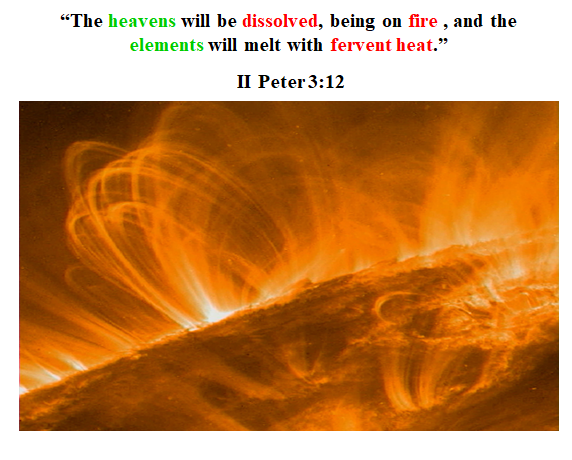 “The heavens will be dissolved, being on fire , and the
elements will melt with fervent heat.”
II Peter 3:12